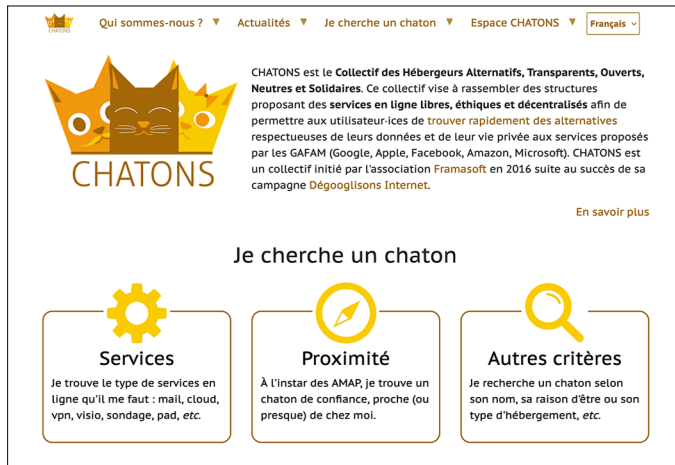 Qui sommes-nous ? ▼ Actualités ▼ Je cherche un chaton ▼ Espace CHATONS ▼ Français
CHATONS est le Collectif des Hébergeurs Alternatifs, Transparents, Ouverts,
Neutres et Solidaires. Ce collectif vise à rassembler des structures
proposant des services en ligne libres, éthiques et décentralisés afin de
permettre aux utilisateur·ices de trouver rapidement des alternatives
respectueuses de leurs données et de leur vie privée aux services proposés
par les GAFAM (Google, Apple, Facebook, Amazon, Microsoft). CHATONS est
un collectif initié par l'association Framasoft en 2016 suite au succès de sa
campagne Dégooglisons Internet.
CHATONS
En savoir plus
Je cherche un chaton
Services
Je trouve le type de services en
ligne qu'il me faut : mail, cloud,
vpn, visio, sondage, pad, etc.
Proximité
À l'instar des AMAP, je trouve un
chaton de confiance, proche (ou
presque) de chez moi.
Autres critères
Je recherche un chaton selon
son nom, sa raison d'être ou son
type d'hébergement, etc.